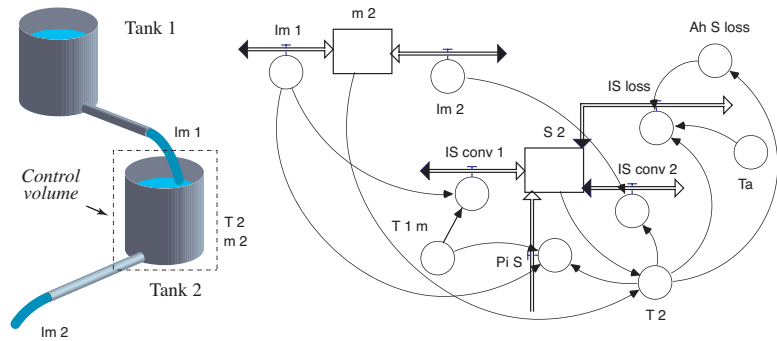 Tank 1
Im 1
Control
volume
T 2
m 2
Tank 2
Im 2
Im 1
m 2
Im 2
Ah S loss
IS loss
S 2
IS conv 1
IS conv 2
Ta
T 1 m
Pi S
T 2